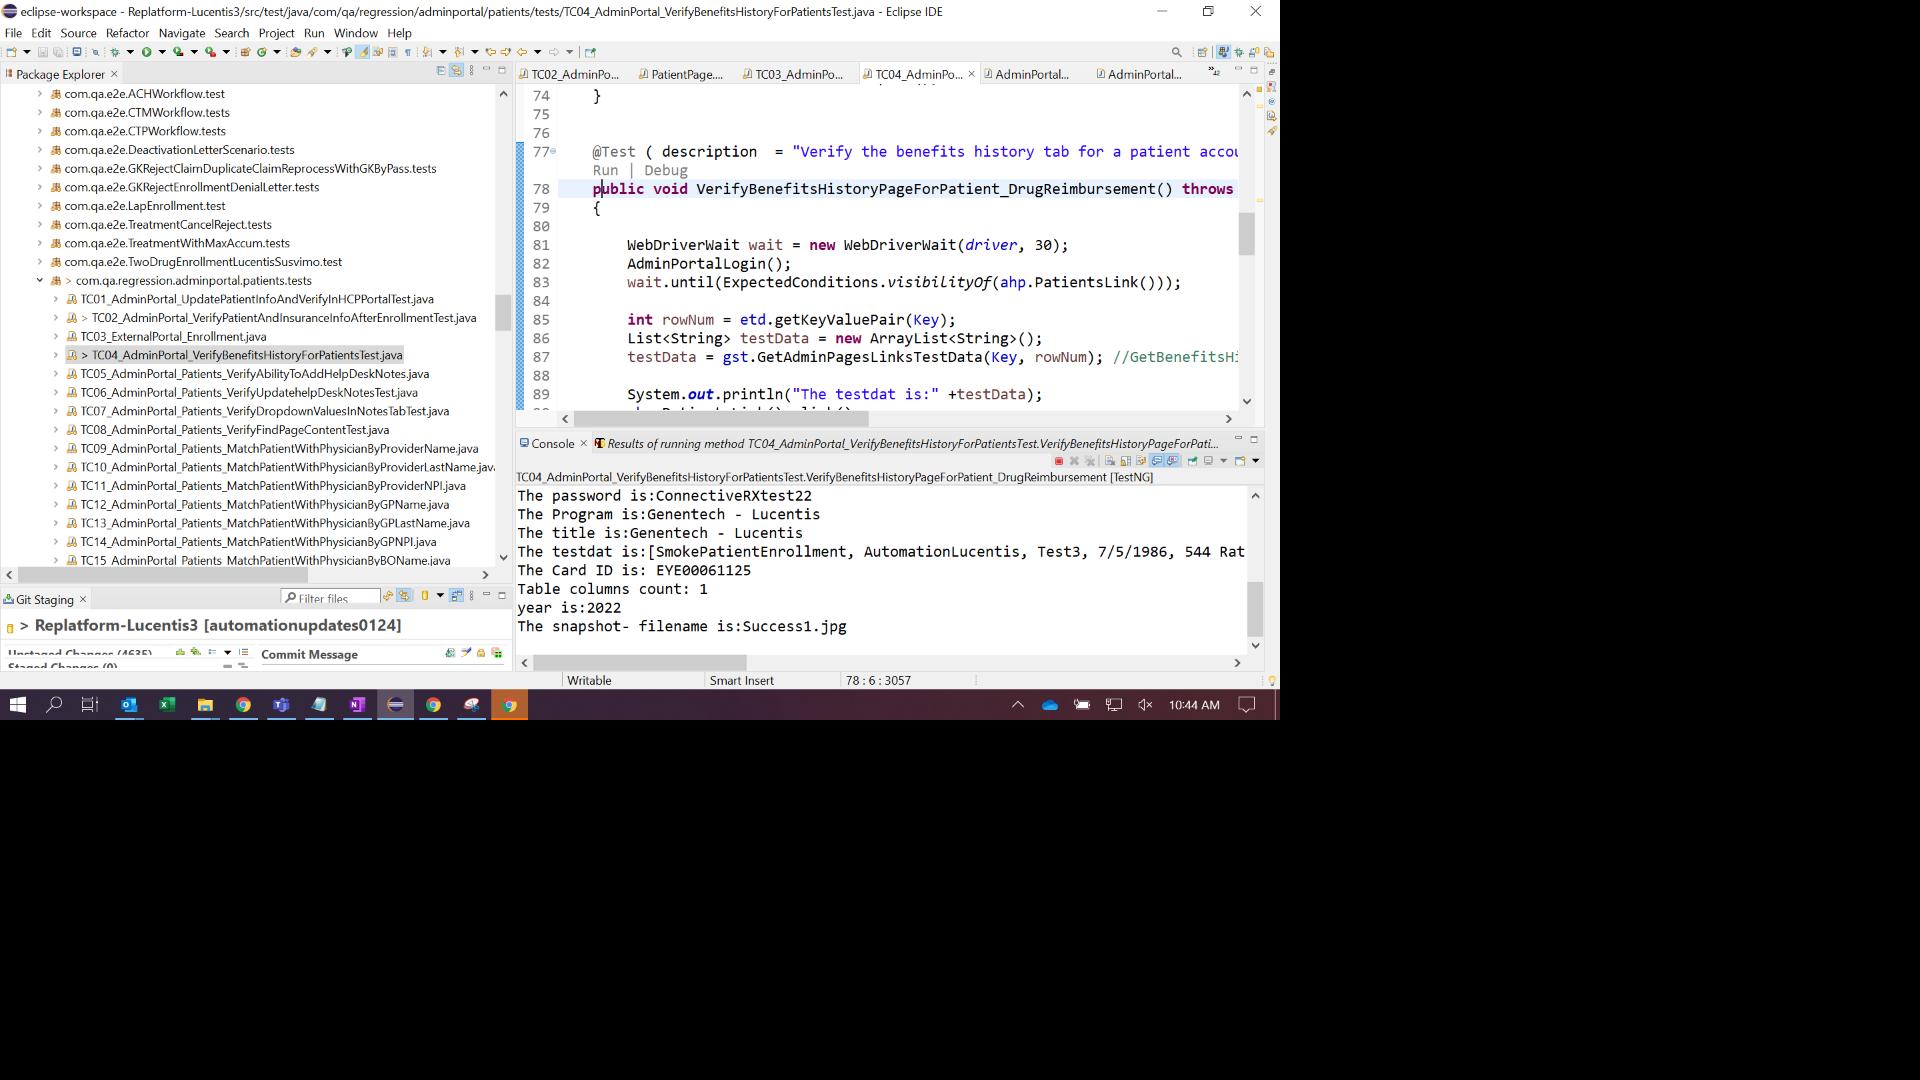 eclipse-workspace - Replatform-Lucentis3/src/test/java/com/qa/regression/adminportal/patients/tests/TC04_AdminPortal_VerifyBenefitsHistoryForPatientsTest.java - Eclipse IDE
File Edit Source Refactor Navigate Search Project Run Window Help
Package Explorer
com.qa.e2e.ACHWorkflow.test
com.qa.e2e.CTMWorkflow.tests
com.qa.e2e.CTPWorkflow.tests
com.qa.e2e.DeacivationLetterScenario.tests
com.qa.e2e.GKRejectClaimDuplicateClaimReprocessWithGKByPass.tests
com.qa.e2e.GKRejectEnrollmentDenialLetter.tests
com.qa.e2e.LapEnrollment.test
com.qa.e2e.TreatmentCancelReject.tests
com.qa.e2e.TreatmentWithMaxAccum.tests
com.qa.e2e.TwoDrugEnrollmentLucentisSusvimo.test
> com.qa.regression.adminportal.patients.tests
TC01_AdminPortal_UpdatePatientInfoAndVerifyInHCPPortalTest.java
> TC02_AdminPortal_VerifyPatientAndInsuranceInfoAfterEnrollmentTest.java
TC03_ExternalPortal_Enrollment.java
> TC04_AdminPortal_VerifyBenefitsHistoryForPatientsTest.java
TC05_AdminPortal_Patients_VerifyAbilityToAddHelpDeskNotes.java
TC06_AdminPortal_Patients_VerifyUpdatehelpDeskNotesTest.java
TC07_AdminPortal_Patients_VerifyDropdownValuesInNotesTabTest.java
TC08_AdminPortal_Patients_VerifyFindPageContentTest.java
TC09_AdminPortal_Patients_MatchPatientWithPhysicianByProviderName.java
TC10_AdminPortal_Patients_MatchPatientWithPhysicianByProviderLastName.java
TC11_AdminPortal_Patients_MatchPatientWithPhysicianByProviderNPI.java
TC12_AdminPortal_Patients_MatchPatientWithPhysicianByGPName.java
TC13_AdminPortal_Patients_MatchPatientWithPhysicianByGPLastName.java
TC14_AdminPortal_Patients_MatchPatientWithPhysicianByGPNPI.java
TC15_AdminPortal_Patients_MatchPatientWithPhysicianByBOName.java
Git Staging
Filter files
> Replatform-Lucentis3 [automationupdates0124]
Unstaged Changes (4635)
Staged Changes (0)
Commit Message
TC02_AdminPo... PatientPage.... TC03_AdminPo... TC04_AdminPo... AdminPortal... AdminPortal... 42
74 }
75
76
77 @Test ( description = "Verify the benefits history tab for a patient accou
Run | Debug
78 public void VerifyBenefitsHistoryPageForPatient_DrugReimbursement() throws
79 {
80
81 WebDriverWait wait = new WebDriverWait(driver, 30);
82 AdminPortalLogin();
83 wait.until(ExpectedConditions.visibilityOf(ahp.PatientsLink()));
84
85 int rowNum = etd.getKeyValuePair(Key);
86 List<String> testData = new ArrayList<String>();
87 testData = gst.GetAdminPagesLinksTestData(Key, rowNum); //GetBenefitsHi
88
89 System.out.println("The testdat is:" +testData);
Console Results of running method TC04_AdminPortal_VerifyBenefitsHistoryForPatientsTest.VerifyBenefitsHistoryPageForPati...
TC04_AdminPortal_VerifyBenefitsHistoryForPatientsTest.VerifyBenefitsHistoryPageForPatient_DrugReimbursement [TestNG]
The password is:ConnectiveRXtest22
The Program is:Genentech - Lucentis
The title is:Genentech - Lucentis
The testdat is:[SmokePatientEnrollment, AutomationLucentis, Test3, 7/5/1986, 544 Rat
The Card ID is: EYE00061125
Table columns count: 1
year is:2022
The snapshot- filename is:Success1.jpg
Writable Smart Insert 78 : 6 : 3057
10:44 AM